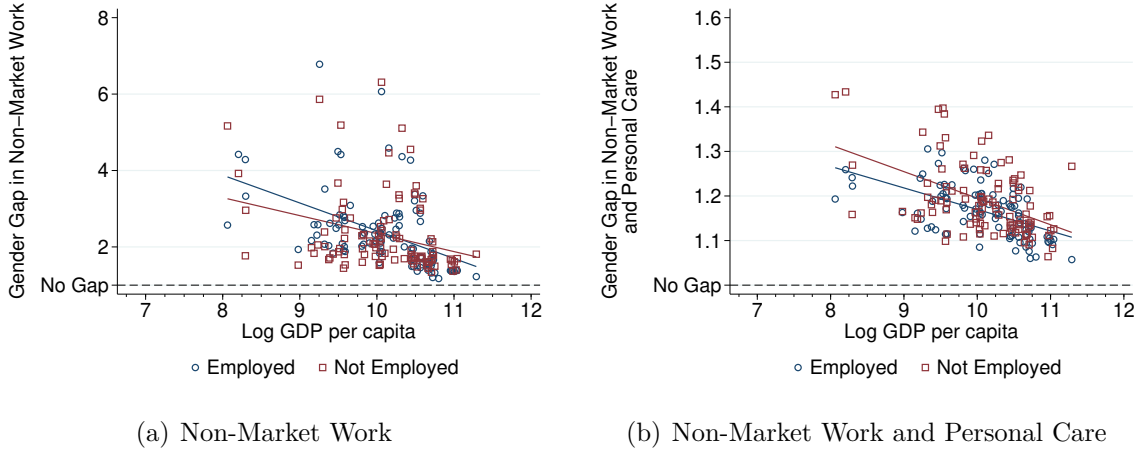 Gender Gap in Non−Market Work
8
6
4
2
No Gap
7 8 9 10 11 12
Log GDP per capita
Employed Not Employed
(a) Non-Market Work
Gender Gap in Non−Market Work
and Personal Care
1.6
1.5
1.4
1.3
1.2
1.1
No Gap
7 8 9 10 11 12
Log GDP per capita
Employed Not Employed
(b) Non-Market Work and Personal Care